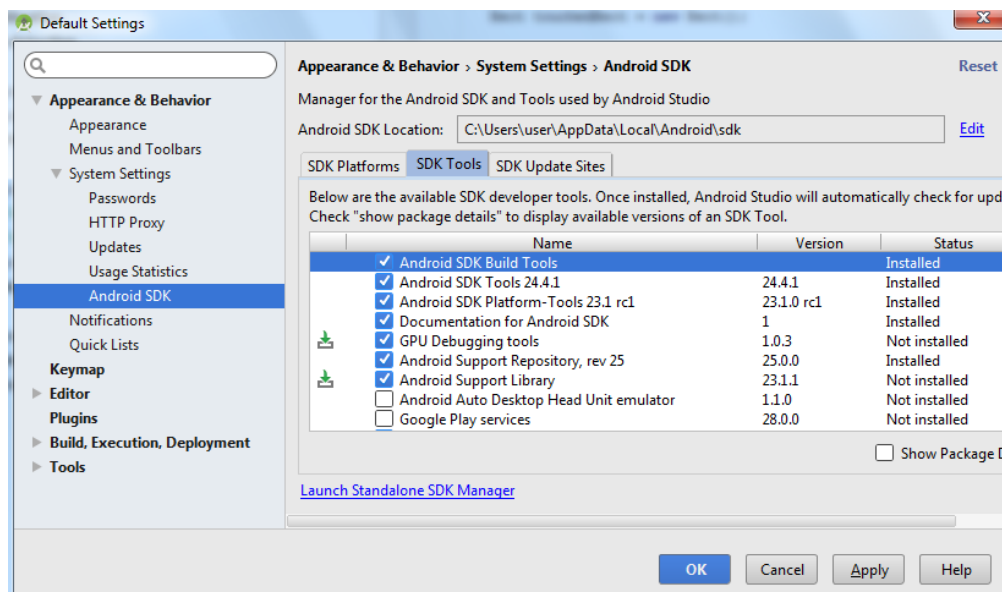 Default Settings
Appearance & Behavior › System Settings › Android SDK
Reset
Manager for the Android SDK and Tools used by Android Studio
Android SDK Location: C:\Users\user\AppData\Local\Android\sdk Edit
Appearance & Behavior
Appearance
Menus and Toolbars
System Settings
Passwords
HTTP Proxy
Updates
Usage Statistics
Android SDK
Notifications
Quick Lists
Keymap
Editor
Plugins
Build, Execution, Deployment
Tools
SDK Platforms SDK Tools SDK Update Sites
Below are the available SDK developer tools. Once installed, Android Studio will automatically check for upd
Check "show package details" to display available versions of an SDK Tool.
Name Version Status
Android SDK Build Tools Installed
Android SDK Tools 24.4.1 24.4.1 Installed
Android SDK Platform-Tools 23.1 rc1 23.1.0 rc1 Installed
Documentation for Android SDK 1 Installed
GPU Debugging tools 1.0.3 Not installed
Android Support Repository, rev 25 25.0.0 Installed
Android Support Library 23.1.1 Not installed
Android Auto Desktop Head Unit emulator 1.1.0 Not installed
Google Play services 28.0.0 Not installed
Show Package D
Launch Standalone SDK Manager
OK Cancel Apply Help